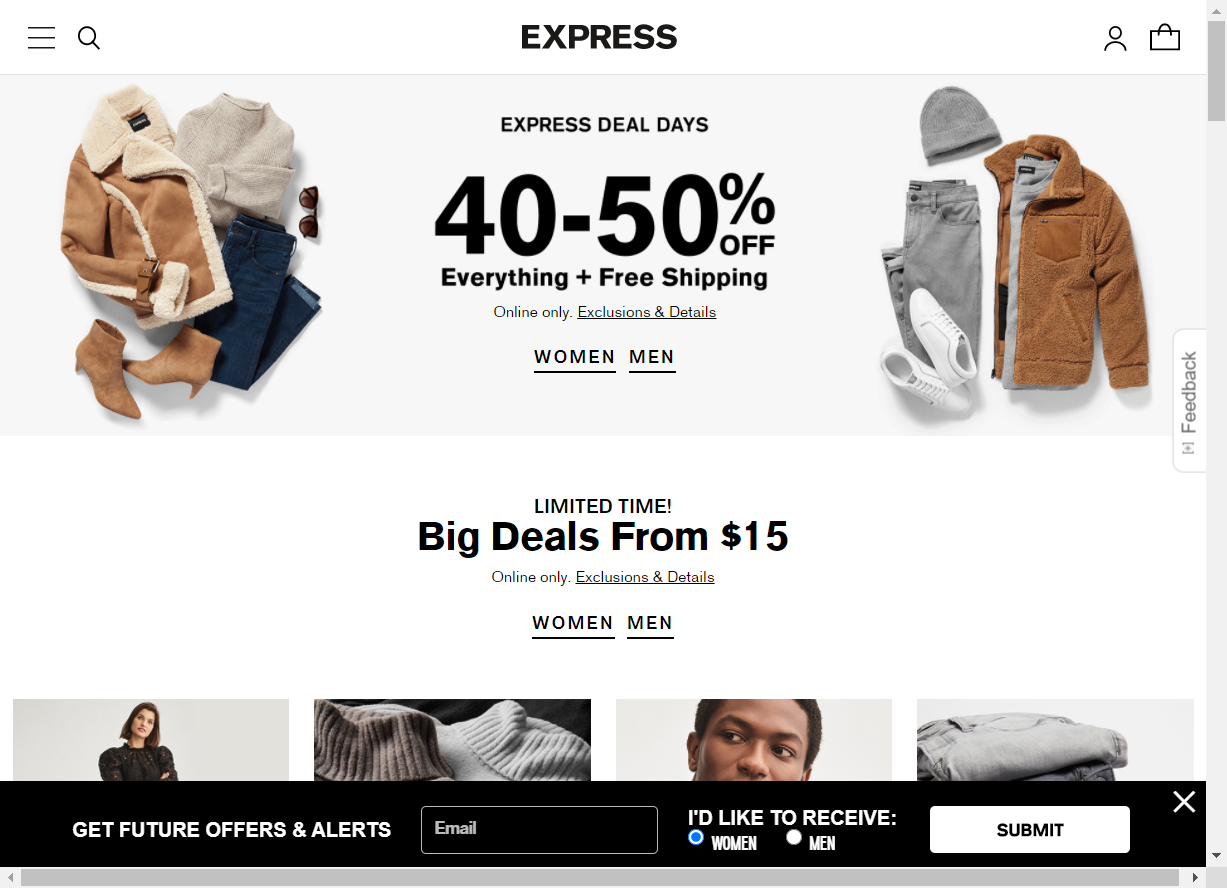 EXPRESS
EXPRESS DEAL DAYS
40-50% OFF
Everything + Free Shipping
Online only. Exclusions & Details
WOMEN MEN
Feedback
LIMITED TIME!
Big Deals From $15
Online only. Exclusions & Details
WOMEN MEN
GET FUTURE OFFERS & ALERTS
Email
I'D LIKE TO RECEIVE:
WOMEN MEN
SUBMIT